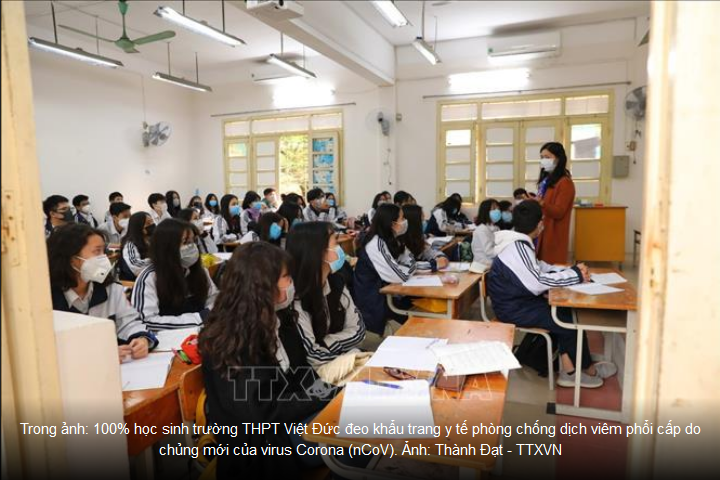 TTXVN
Trong ảnh: 100% học sinh trường THPT Việt Đức đeo khẩu trang y tế phòng chống dịch viêm phổi cấp do
chủng mới của virus Corona (nCoV). Ảnh: Thành Đạt - TTXVN